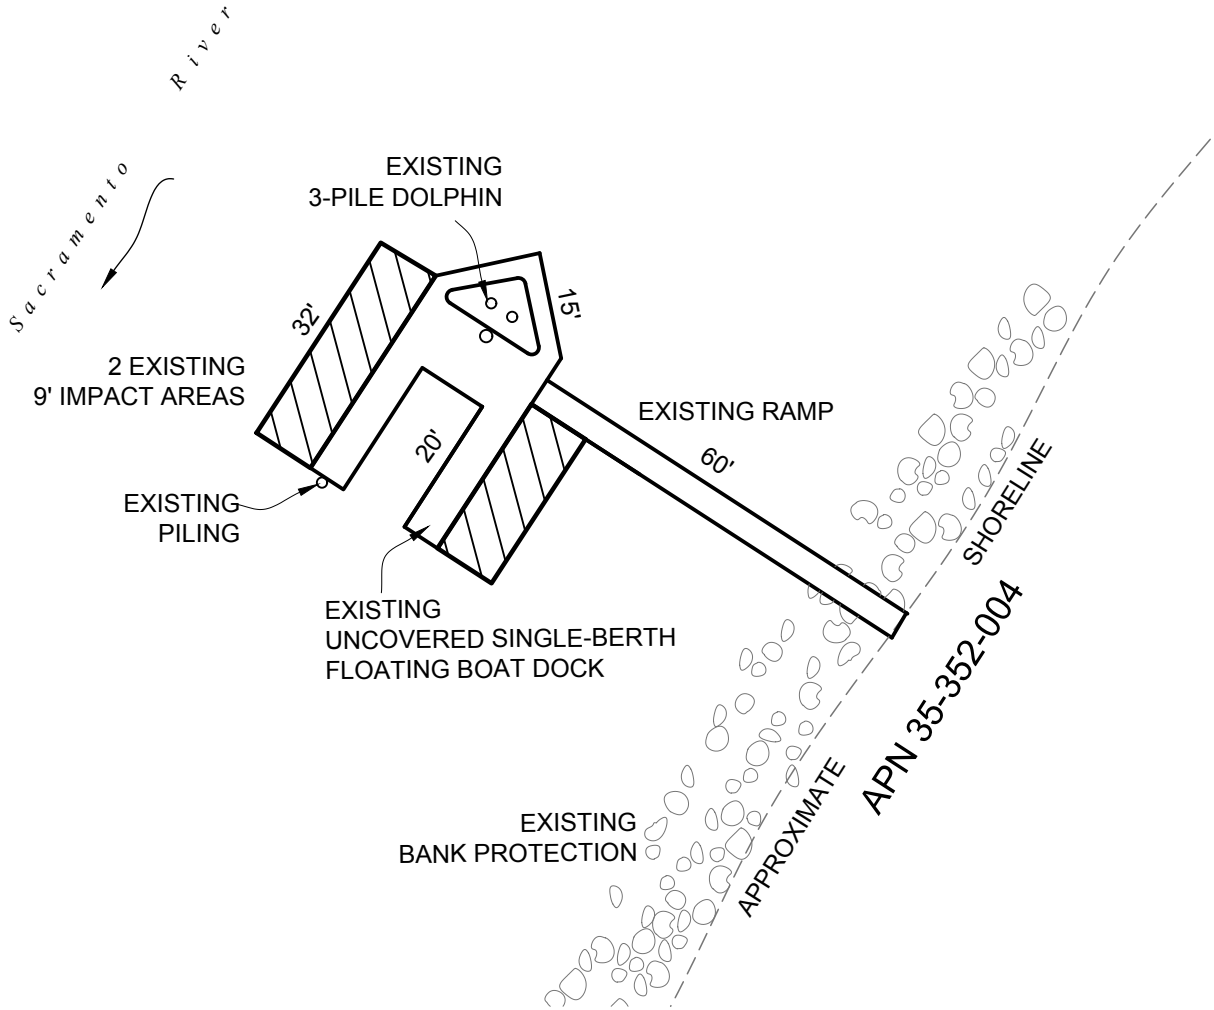 Sacramento River
EXISTING
3-PILE DOLPHIN
32'
15'
2 EXISTING
9' IMPACT AREAS
EXISTING RAMP
20'
60'
EXISTING
PILING
SHORELINE
EXISTING
UNCOVERED SINGLE-BERTH
FLOATING BOAT DOCK
APN 35-352-004
APPROXIMATE
EXISTING
BANK PROTECTION